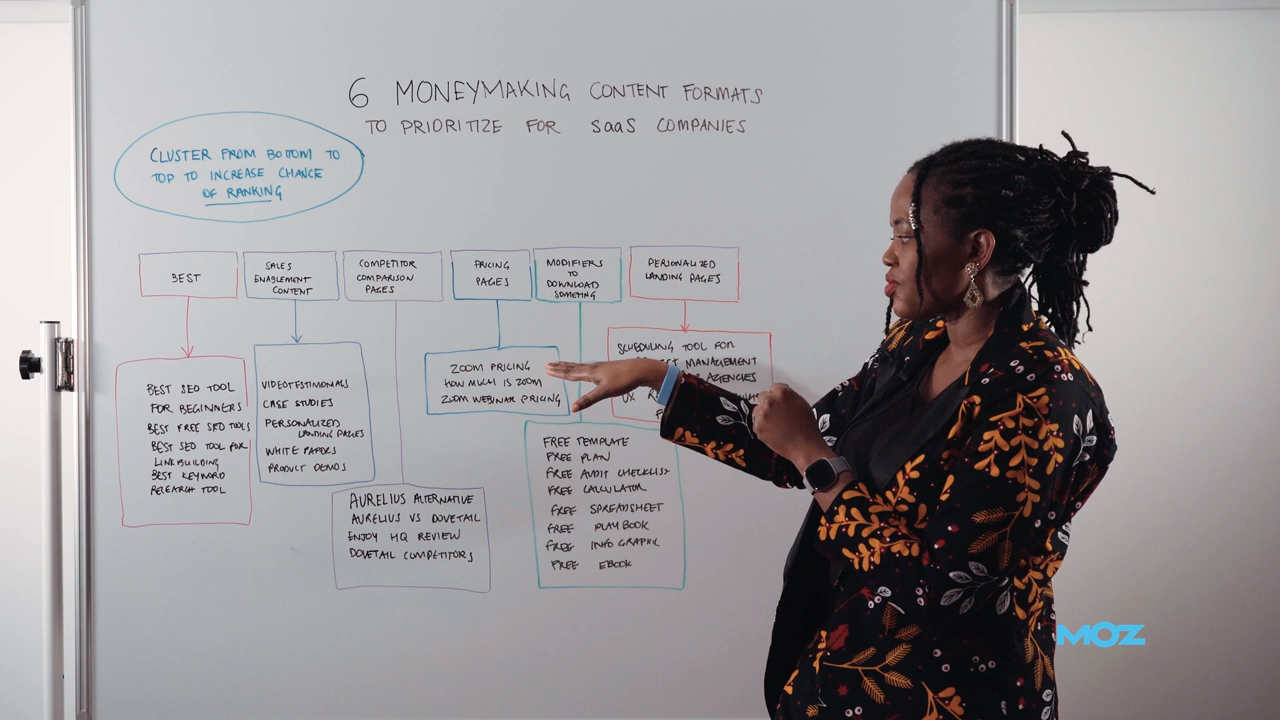 6 MONEYMAKING CONTENT FORMATS
TO PRIORITIZE FOR SaaS COMPANIES
CLUSTER FROM BOTTOM TO
TOP TO INCREASE CHANCE
OF RANKING
BEST
BEST SEO TOOL
FOR BEGINNERS
BEST FREE SEO TOOLS
BEST SEO TOOL FOR
LINKBUILDING
BEST KEYWORD
RESEARCH TOOL
SALES
ENABLEMENT
CONTENT
VIDEO TESTIMONIALS
CASE STUDIES
PERSONALIZED
LANDING PAGES
WHITE PAPERS
PRODUCT DEMOS
COMPETITOR
COMPARISON
PAGES
AURELIUS ALTERNATIVE
AURELIUS VS DOVETAIL
ENJOY HQ REVIEW
DOVETAIL COMPETITORS
PRICING
PAGES
ZOOM PRICING
HOW MUCH IS ZOOM
ZOOM WEBINAR PRICING
MODIFIERS
TO
DOWNLOAD
SOMETING
FREE TEMPLATE
FREE PLAN
FREE AUDIT CHECKLIST
FREE CALCULATOR
FREE SPREADSHEET
FREE PLAYBOOK
FREE INFOGRAPHIC
FREE EBOOK
PERSONALIZED
LANDING PAGES
SCHEDULING TOOL FOR
MANAGEMENT
AGENCIES
UX
MOZ